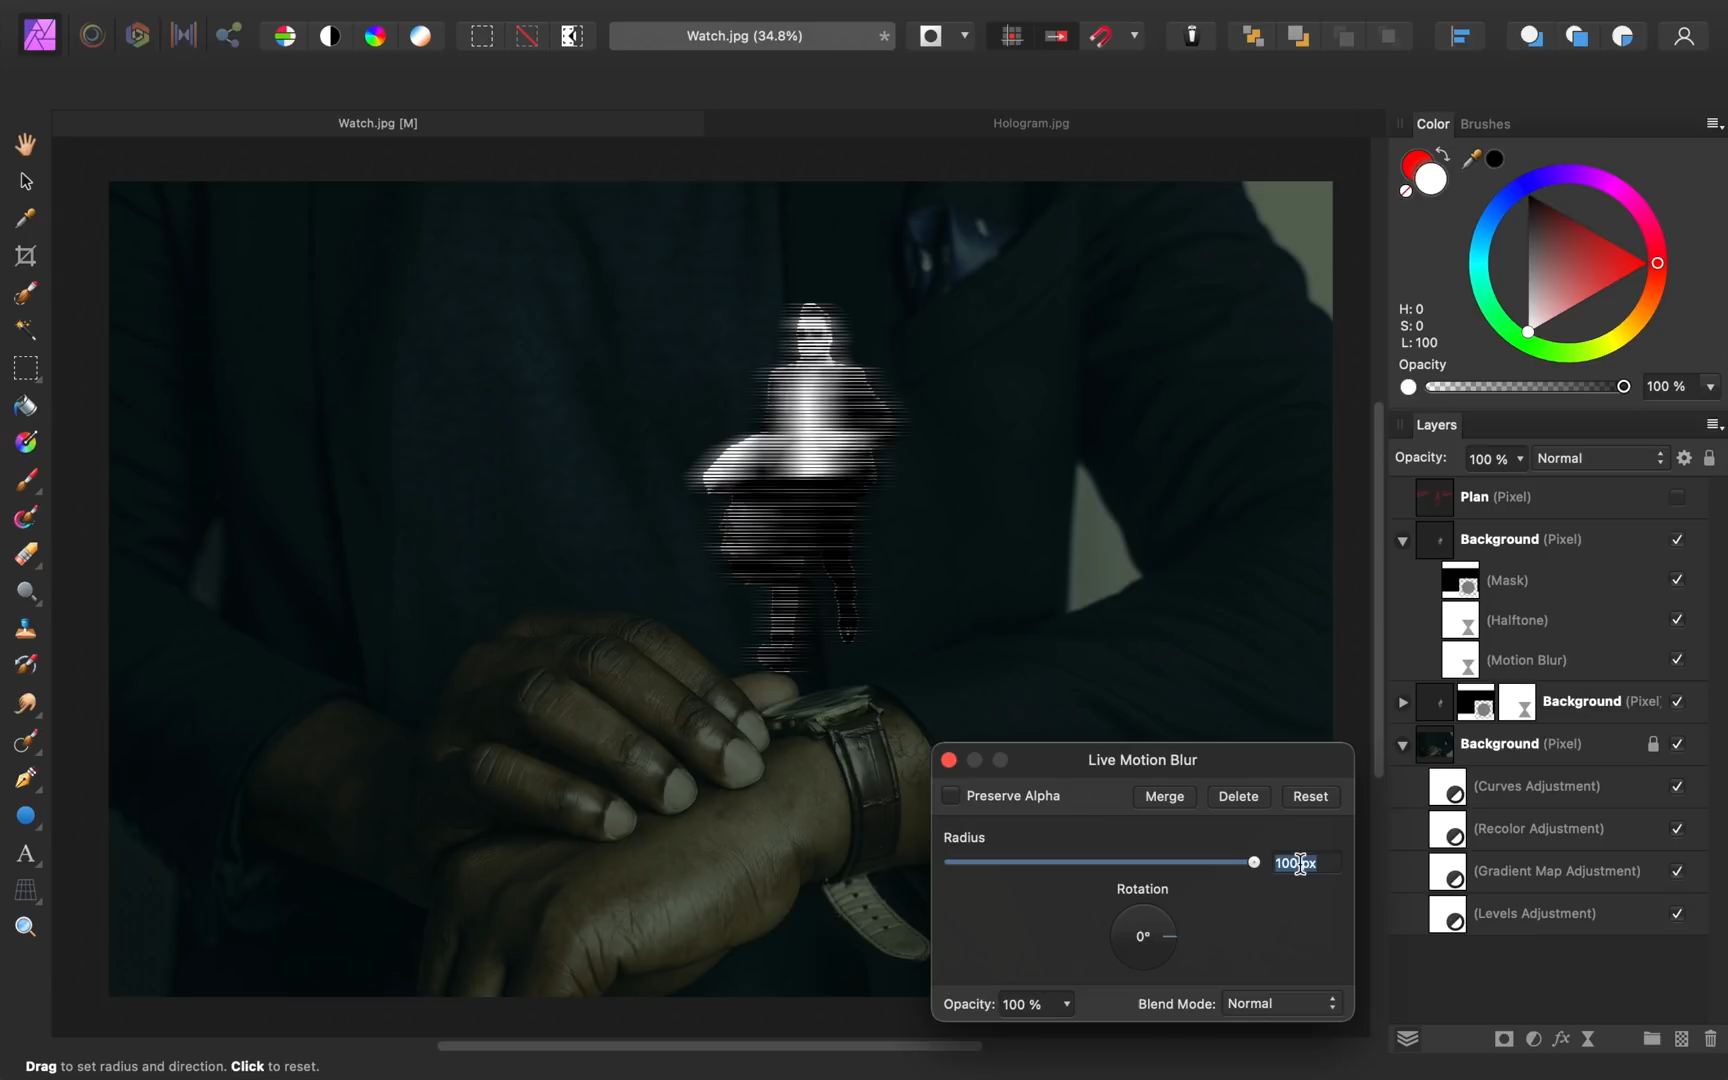 Watch.jpg (34.8%)
*
Watch.jpg [M]
Hologram.jpg
Color
Brushes
H: 0
S: 0
L: 100
Opacity
100 %
Layers
Opacity:
100 %
Normal
Plan (Pixel)
Background (Pixel)
(Mask)
(Halftone)
(Motion Blur)
Background (Pixel
Background (Pixel)
(Curves Adjustment)
(Recolor Adjustment)
(Gradient Map Adjustment)
(Levels Adjustment)
Live Motion Blur
Preserve Alpha
Merge
Delete
Reset
Radius
100 px
Rotation
0°
Opacity: 100 %
Blend Mode: Normal
A
fx
Drag to set radius and direction. Click to reset.